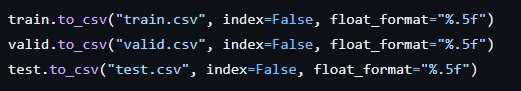 train.to_csv("train.csv", index=False, float_format="%.5f")
valid.to_csv("valid.csv", index=False, float_format="%.5f")
test.to_csv("test.csv", index=False, float_format="%.5f")